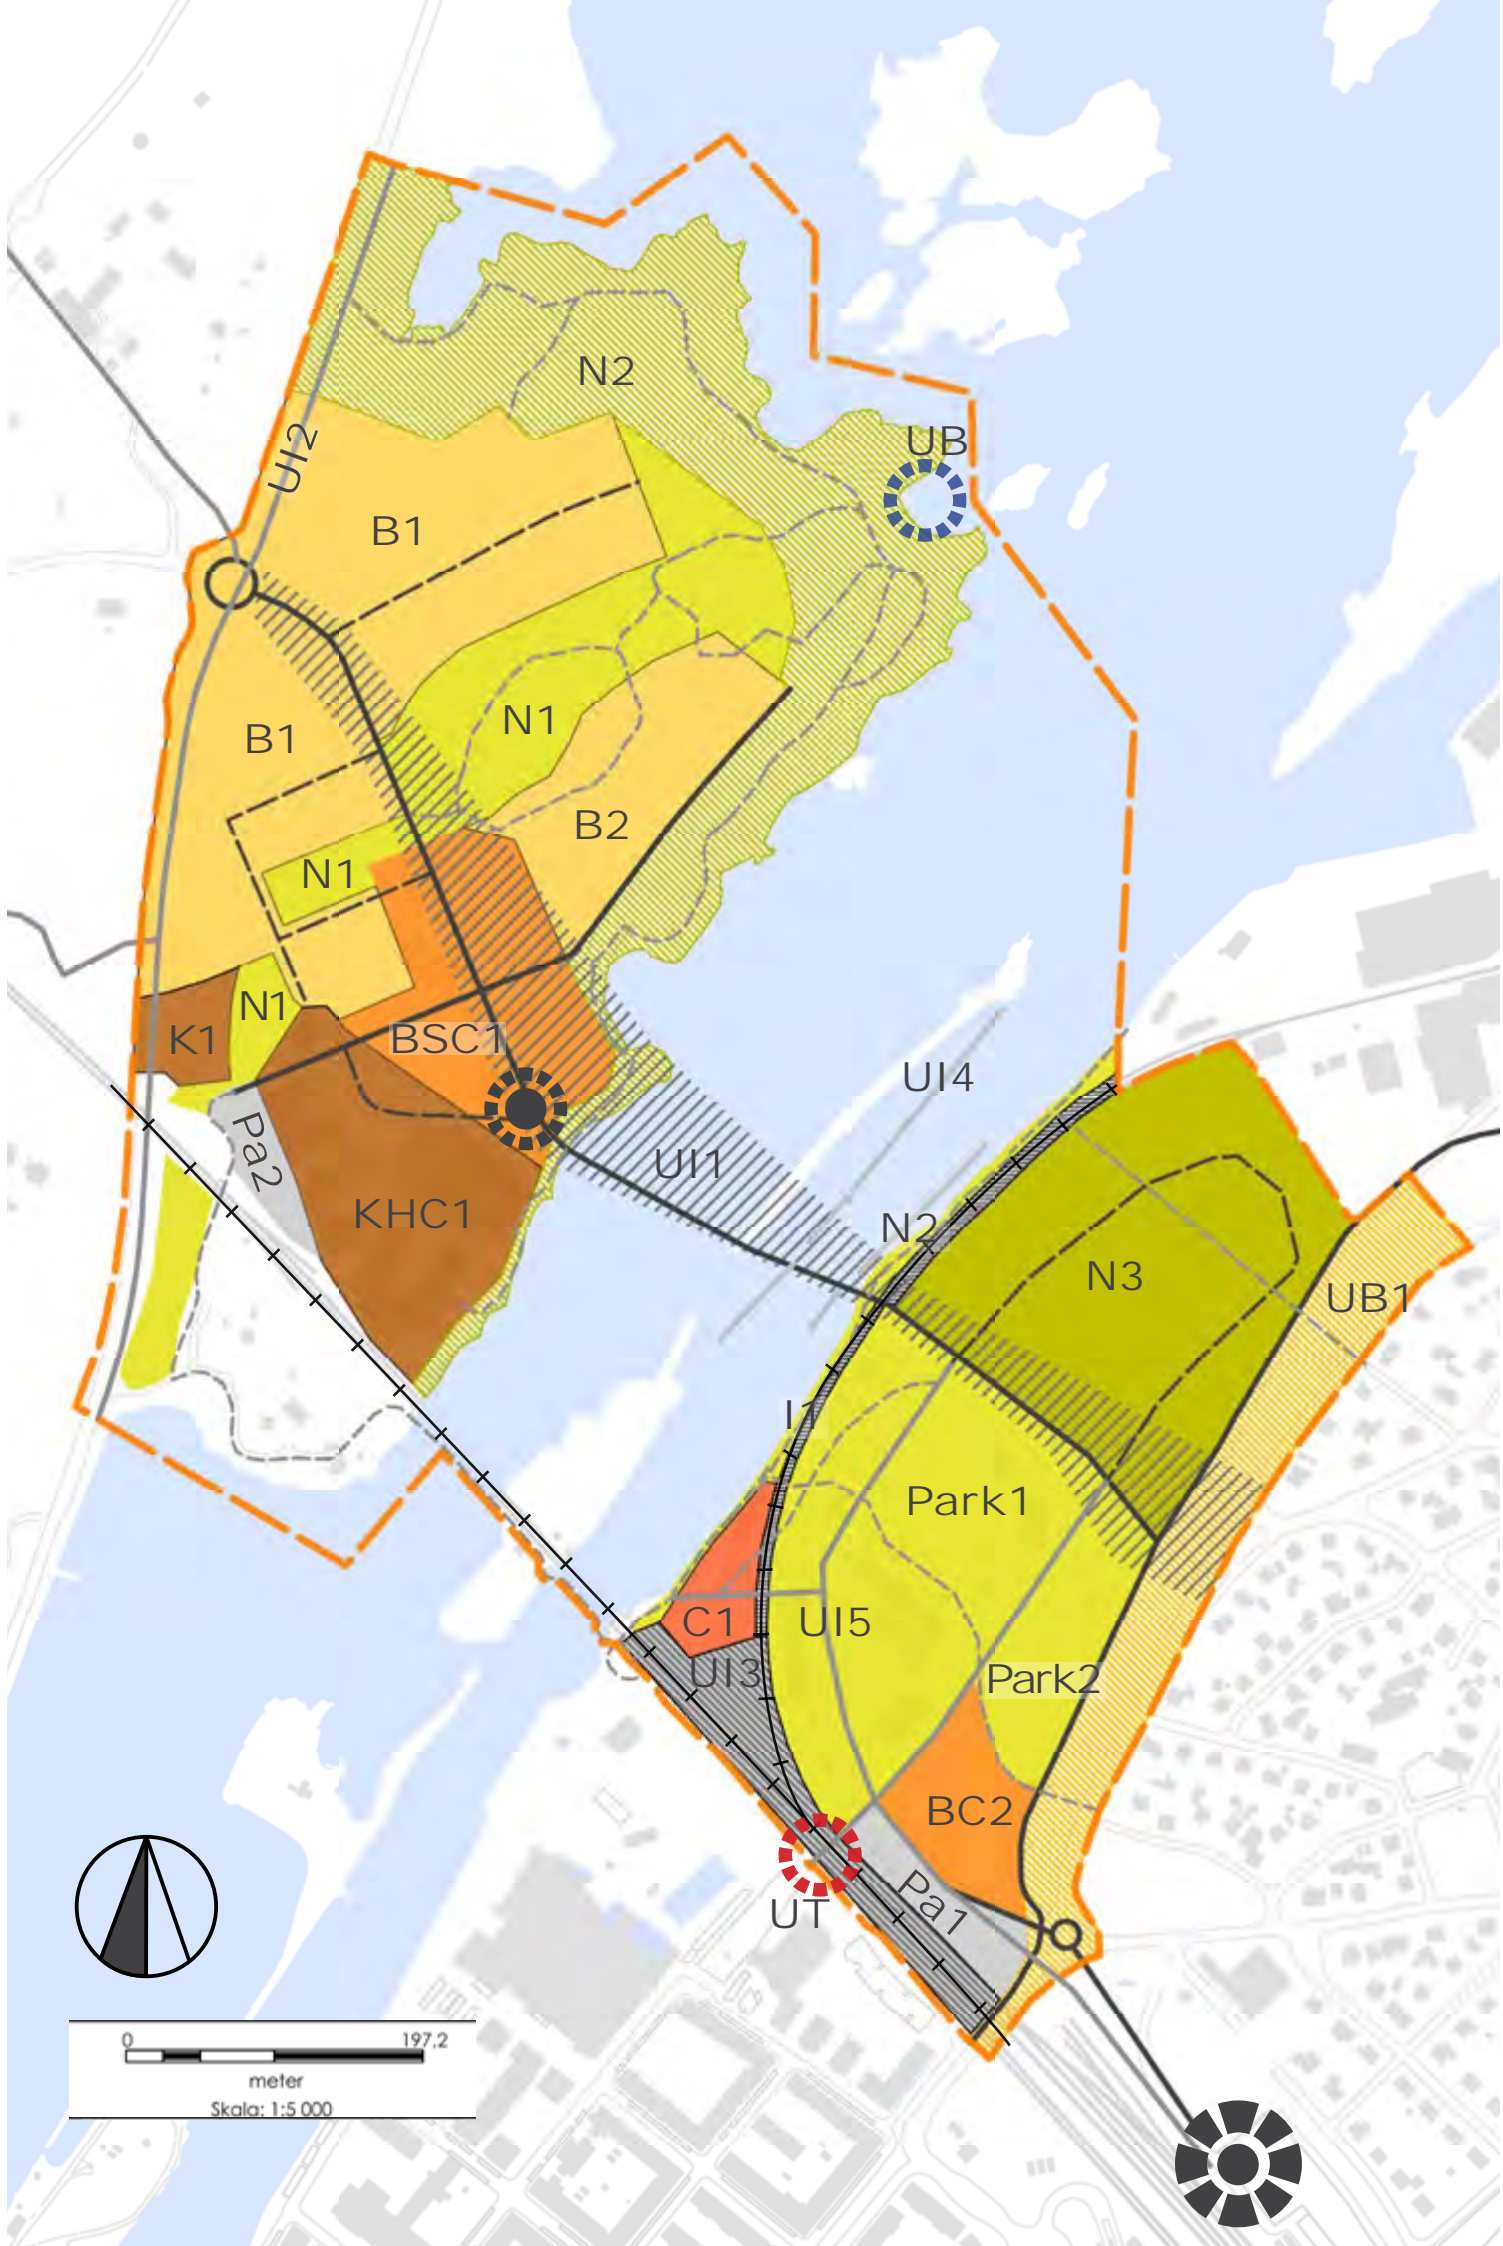 N2
UB
UI2
B1
N1
B1
B2
N1
N1
K1
BSC1
UI4
Pa2
UI1
KHC1
N2
N3
UB1
I1
Park1
C1
UI5
UI3
Park2
BC2
Pa1
UT
0 197,2
meter
Skala: 1:5 000